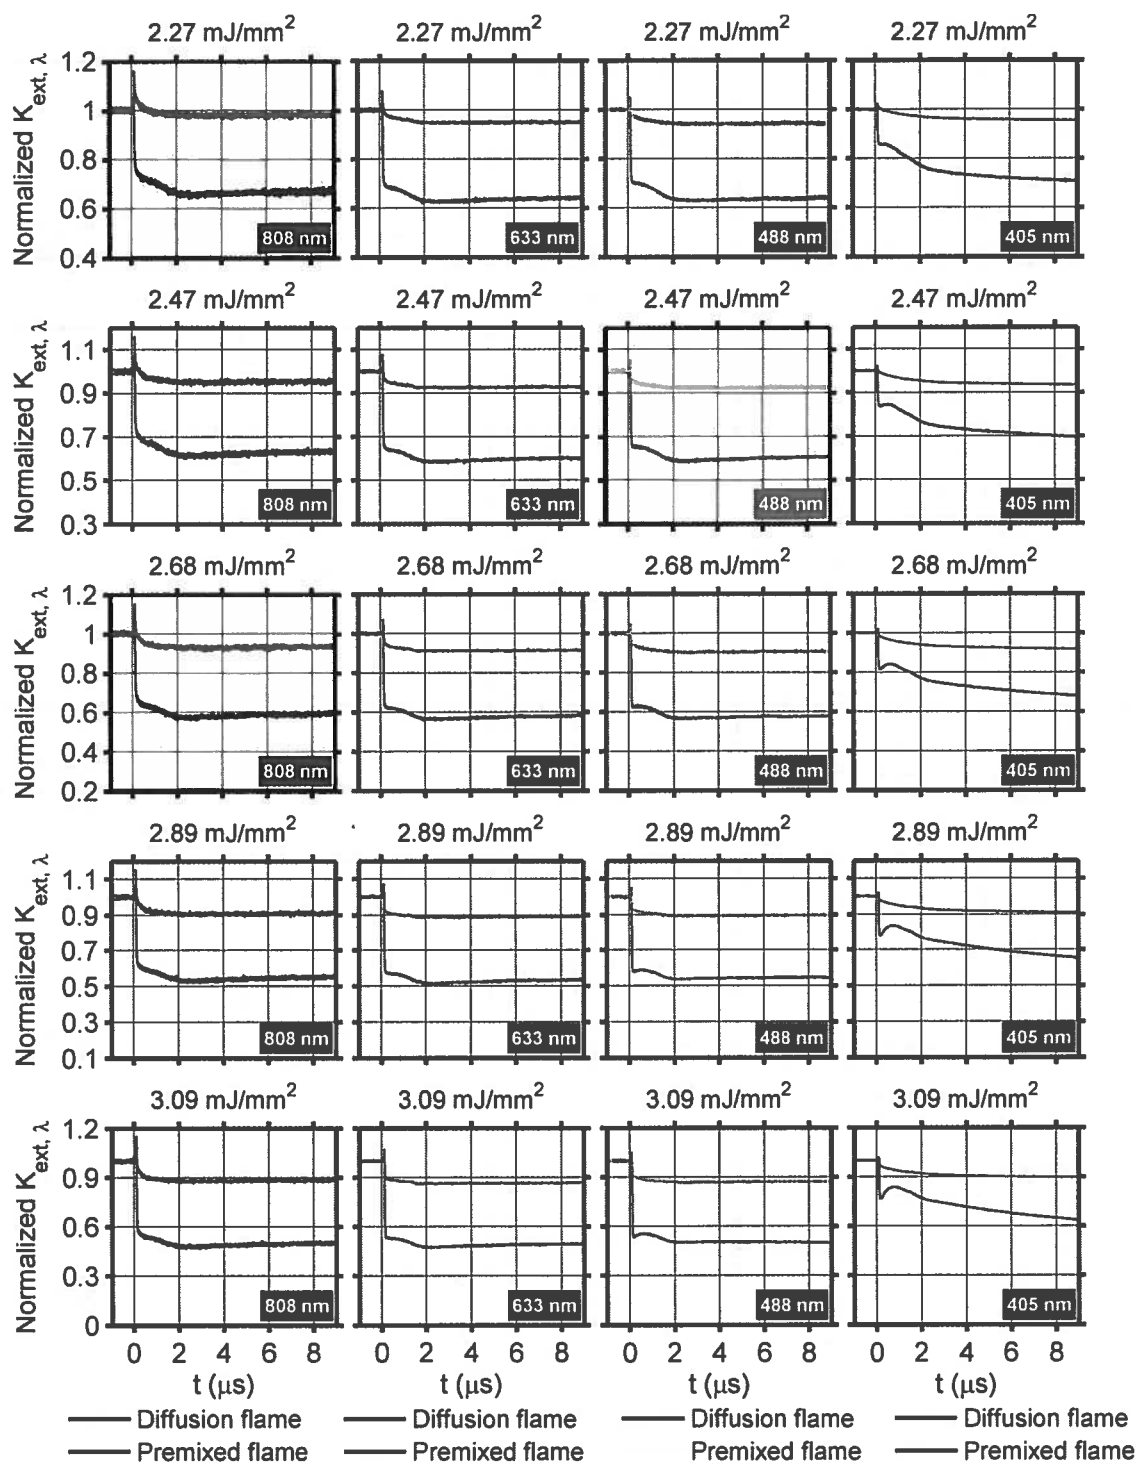 2.27 mJ/mm² 2.27 mJ/mm² 2.27 mJ/mm² 2.27 mJ/mm²
Normalized K_ext, λ
1.2
1
0.8
0.6
0.4
808 nm 633 nm 488 nm 405 nm
2.47 mJ/mm² 2.47 mJ/mm² 2.47 mJ/mm² 2.47 mJ/mm²
Normalized K_ext, λ
1.1
0.9
0.7
0.5
0.3
808 nm 633 nm 488 nm 405 nm
2.68 mJ/mm² 2.68 mJ/mm² 2.68 mJ/mm² 2.68 mJ/mm²
Normalized K_ext, λ
1.2
1
0.8
0.6
0.4
0.2
808 nm 633 nm 488 nm 405 nm
2.89 mJ/mm² 2.89 mJ/mm² 2.89 mJ/mm² 2.89 mJ/mm²
Normalized K_ext, λ
1.1
0.9
0.7
0.5
0.3
0.1
808 nm 633 nm 488 nm 405 nm
3.09 mJ/mm² 3.09 mJ/mm² 3.09 mJ/mm² 3.09 mJ/mm²
Normalized K_ext, λ
1.2
0.9
0.6
0.3
0
808 nm 633 nm 488 nm 405 nm
0 2 4 6 8 0 2 4 6 8 0 2 4 6 8 0 2 4 6 8
t (μs) t (μs) t (μs) t (μs)
Diffusion flame Diffusion flame Diffusion flame Diffusion flame
Premixed flame Premixed flame Premixed flame Premixed flame